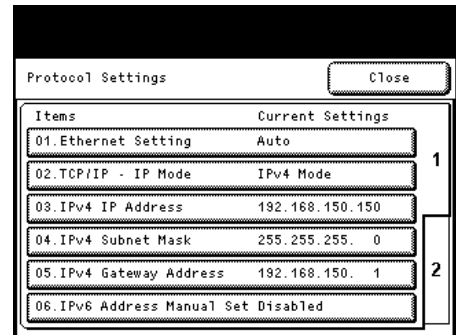 Protocol Settings Close
Items Current Settings
01.Ethernet Setting Auto
02.TCP/IP - IP Mode IPv4 Mode
03.IPv4 IP Address 192.168.150.150
04.IPv4 Subnet Mask 255.255.255. 0
05.IPv4 Gateway Address 192.168.150. 1
06.IPv6 Address Manual Set Disabled
1
2